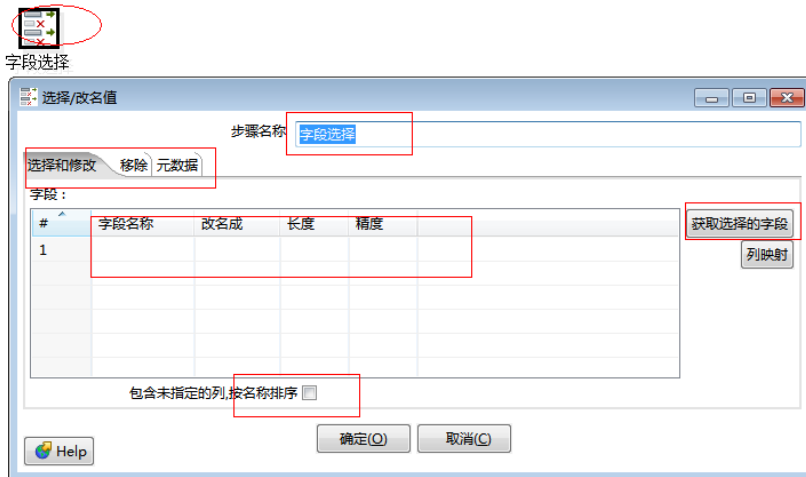 字段选择
选择/改名值
步骤名称 字段选择
选择和修改 移除 元数据
字段：
# 字段名称 改名成 长度 精度 获取选择的字段
1 列映射
包含未指定的列,按名称排序
确定(O) 取消(C)
Help